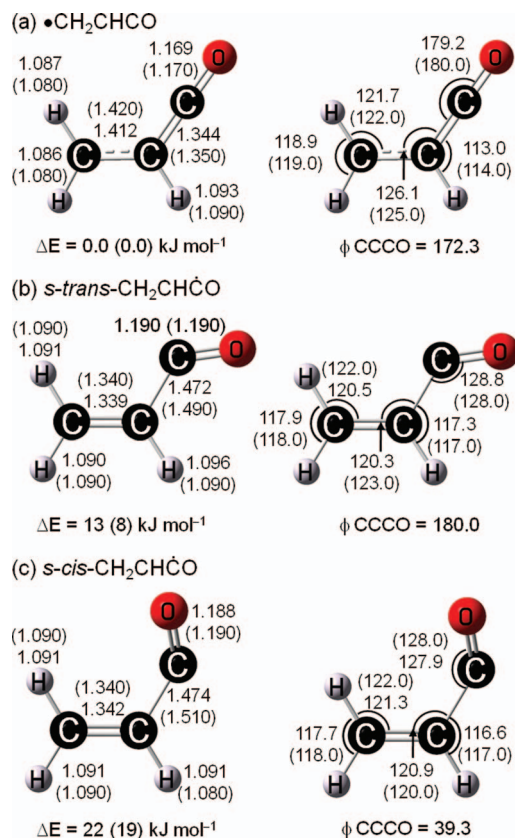 (a) •CH₂CHCO
1.169
(1.170)
O
1.087
(1.080)
C
H
(1.420)
1.412
1.344
(1.350)
1.086
(1.080)
C
C
H
H
1.093
(1.090)
ΔE = 0.0 (0.0) kJ mol⁻¹
179.2
(180.0)
O
C
121.7
(122.0)
H
118.9
(119.0)
C
C
113.0
(114.0)
H
H
126.1
(125.0)
ϕ CCCO = 172.3
(b) s-trans-CH₂CHĊO
1.190 (1.190)
(1.090)
1.091
C
O
H
(1.340)
1.339
1.472
(1.490)
C
C
H
H
1.090
(1.090)
1.096
(1.090)
ΔE = 13 (8) kJ mol⁻¹
C
O
(122.0)
120.5
128.8
(128.0)
H
117.9
(118.0)
C
C
117.3
(117.0)
H
H
120.3
(123.0)
ϕ CCCO = 180.0
(c) s-cis-CH₂CHĊO
O
1.188
(1.190)
(1.090)
1.091
C
H
(1.340)
1.342
1.474
(1.510)
C
C
H
H
1.091
(1.090)
1.091
(1.080)
ΔE = 22 (19) kJ mol⁻¹
O
(128.0)
127.9
C
(122.0)
121.3
H
117.7
(118.0)
C
C
116.6
(117.0)
H
H
120.9
(120.0)
ϕ CCCO = 39.3